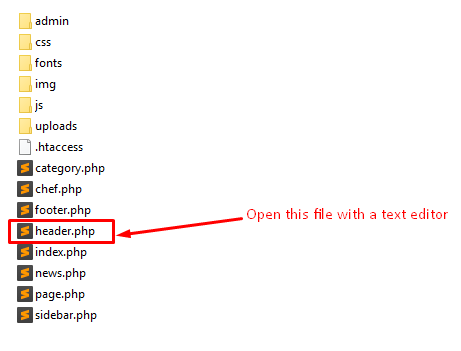 admin
css
fonts
img
js
uploads
.htaccess
category.php
chef.php
footer.php
header.php
Open this file with a text editor
index.php
news.php
page.php
sidebar.php